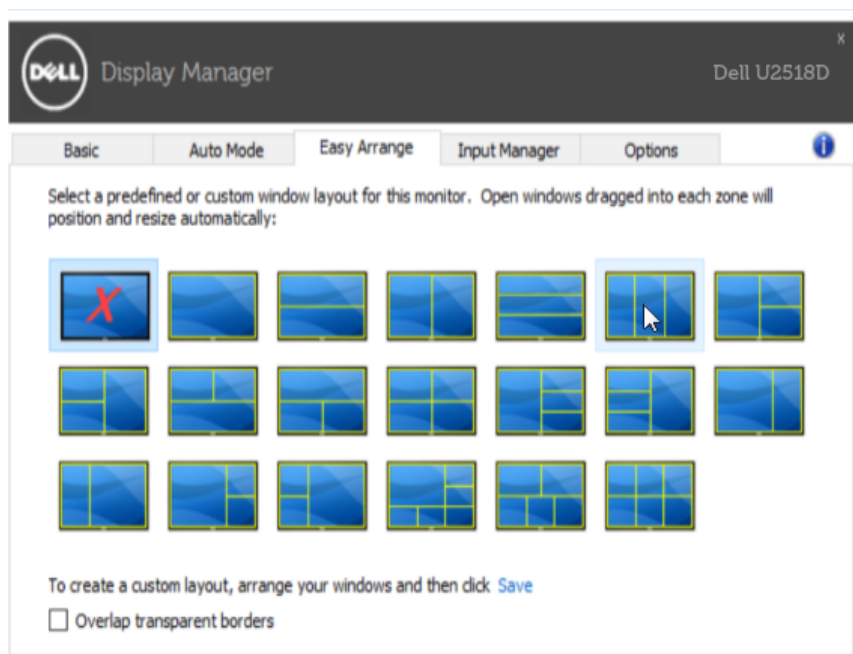 DELL Display Manager
Dell U2518D
x
Basic
Auto Mode
Easy Arrange
Input Manager
Options
i
Select a predefined or custom window layout for this monitor. Open windows dragged into each zone will
position and resize automatically:
X
To create a custom layout, arrange your windows and then click Save
Overlap transparent borders